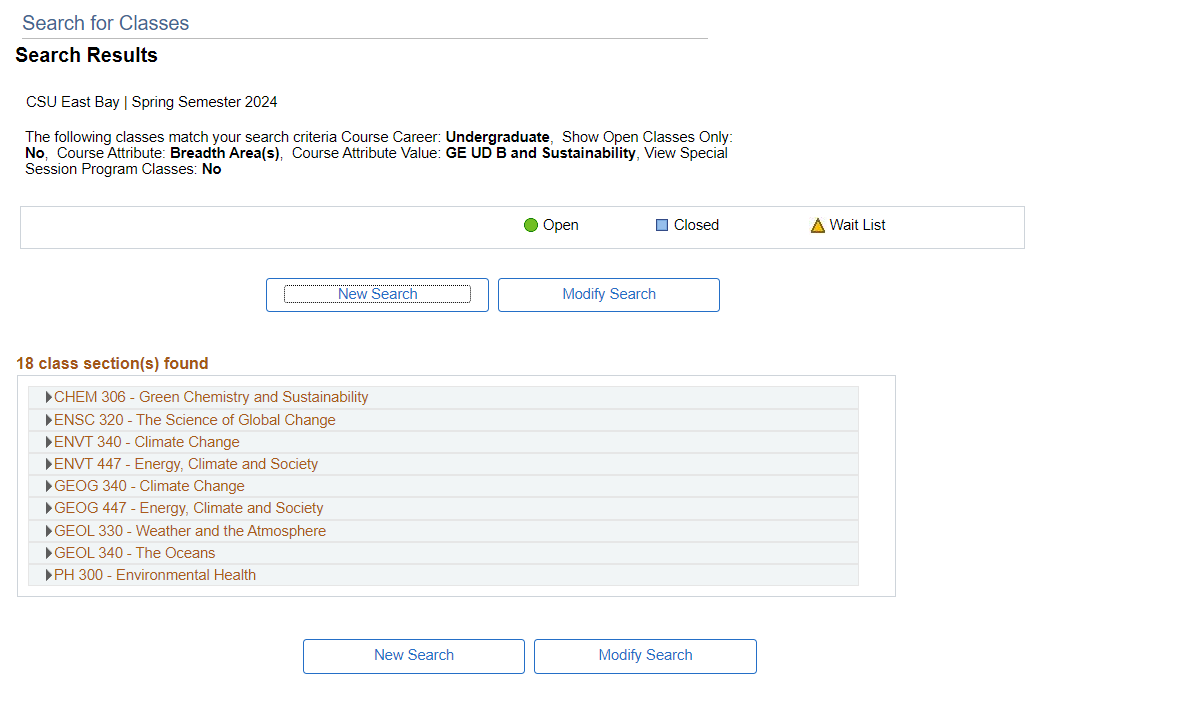 Search for Classes
Search Results
CSU East Bay | Spring Semester 2024
The following classes match your search criteria Course Career: Undergraduate,  Show Open Classes Only:
No,  Course Attribute: Breadth Area(s),  Course Attribute Value: GE UD B and Sustainability, View Special
Session Program Classes: No
Open Closed Wait List
New Search Modify Search
18 class section(s) found
CHEM 306 - Green Chemistry and Sustainability
ENSC 320 - The Science of Global Change
ENVT 340 - Climate Change
ENVT 447 - Energy, Climate and Society
GEOG 340 - Climate Change
GEOG 447 - Energy, Climate and Society
GEOL 330 - Weather and the Atmosphere
GEOL 340 - The Oceans
PH 300 - Environmental Health
New Search Modify Search